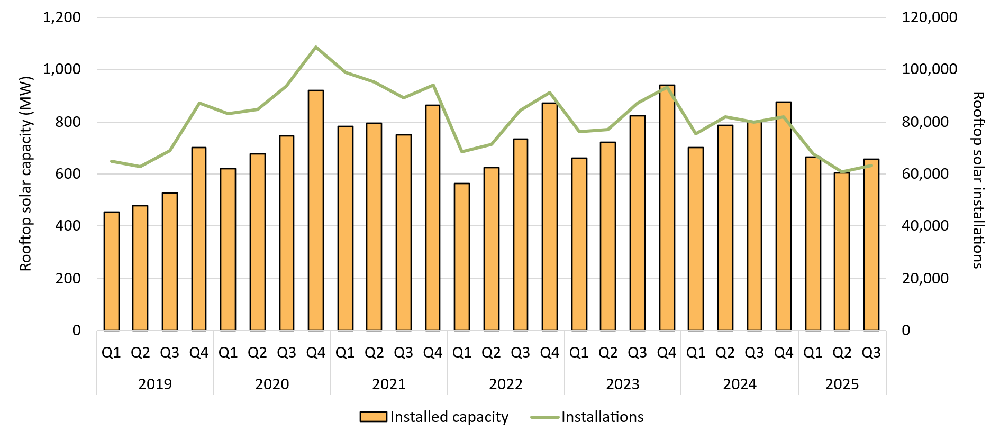 1,200
1,000
800
600
400
200
0
Rooftop solar capacity (MW)
120,000
100,000
80,000
60,000
40,000
20,000
0
Rooftop solar installations
Q1 Q2 Q3 Q4 Q1 Q2 Q3 Q4 Q1 Q2 Q3 Q4 Q1 Q2 Q3 Q4 Q1 Q2 Q3 Q4 Q1 Q2 Q3 Q4 Q1 Q2 Q3
2019 2020 2021 2022 2023 2024 2025
Installed capacity Installations